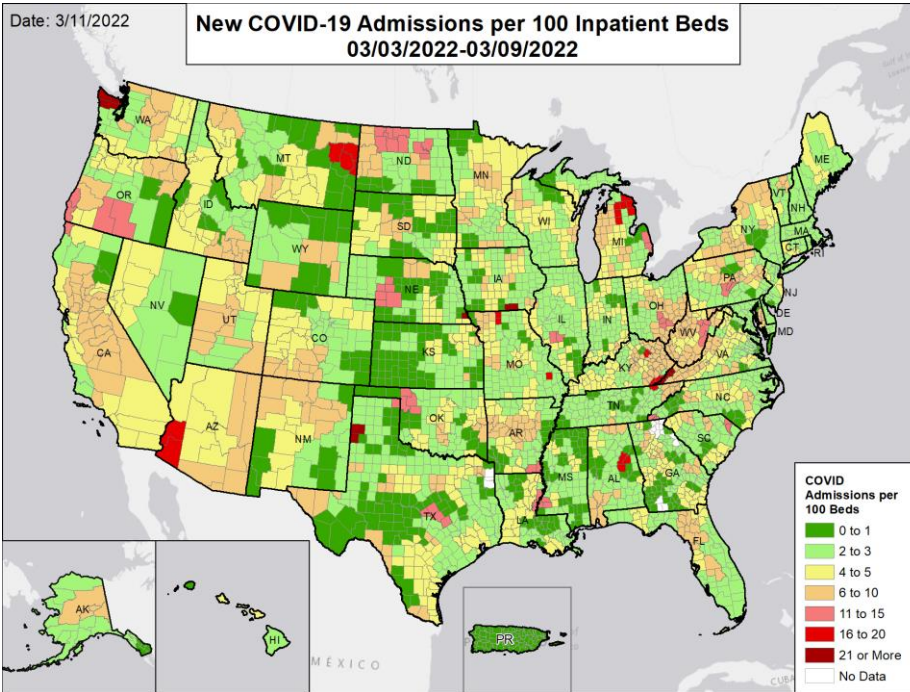 Date: 3/11/2022
New COVID-19 Admissions per 100 Inpatient Beds
03/03/2022-03/09/2022
WA
MT
ND
MN
ME
OR
ID
SD
WI
MI
VT
NH
NY
MA
CT
RI
WY
IA
PA
NJ
NE
NV
UT
CO
IL
IN
OH
WV
DE
MD
CA
KS
MO
KY
VA
AZ
NM
OK
AR
TN
NC
SC
MS
AL
GA
TX
LA
FL
AK
HI
PR
MÉXICO
CUBA
COVID
Admissions per
100 Beds
0 to 1
2 to 3
4 to 5
6 to 10
11 to 15
16 to 20
21 or More
No Data